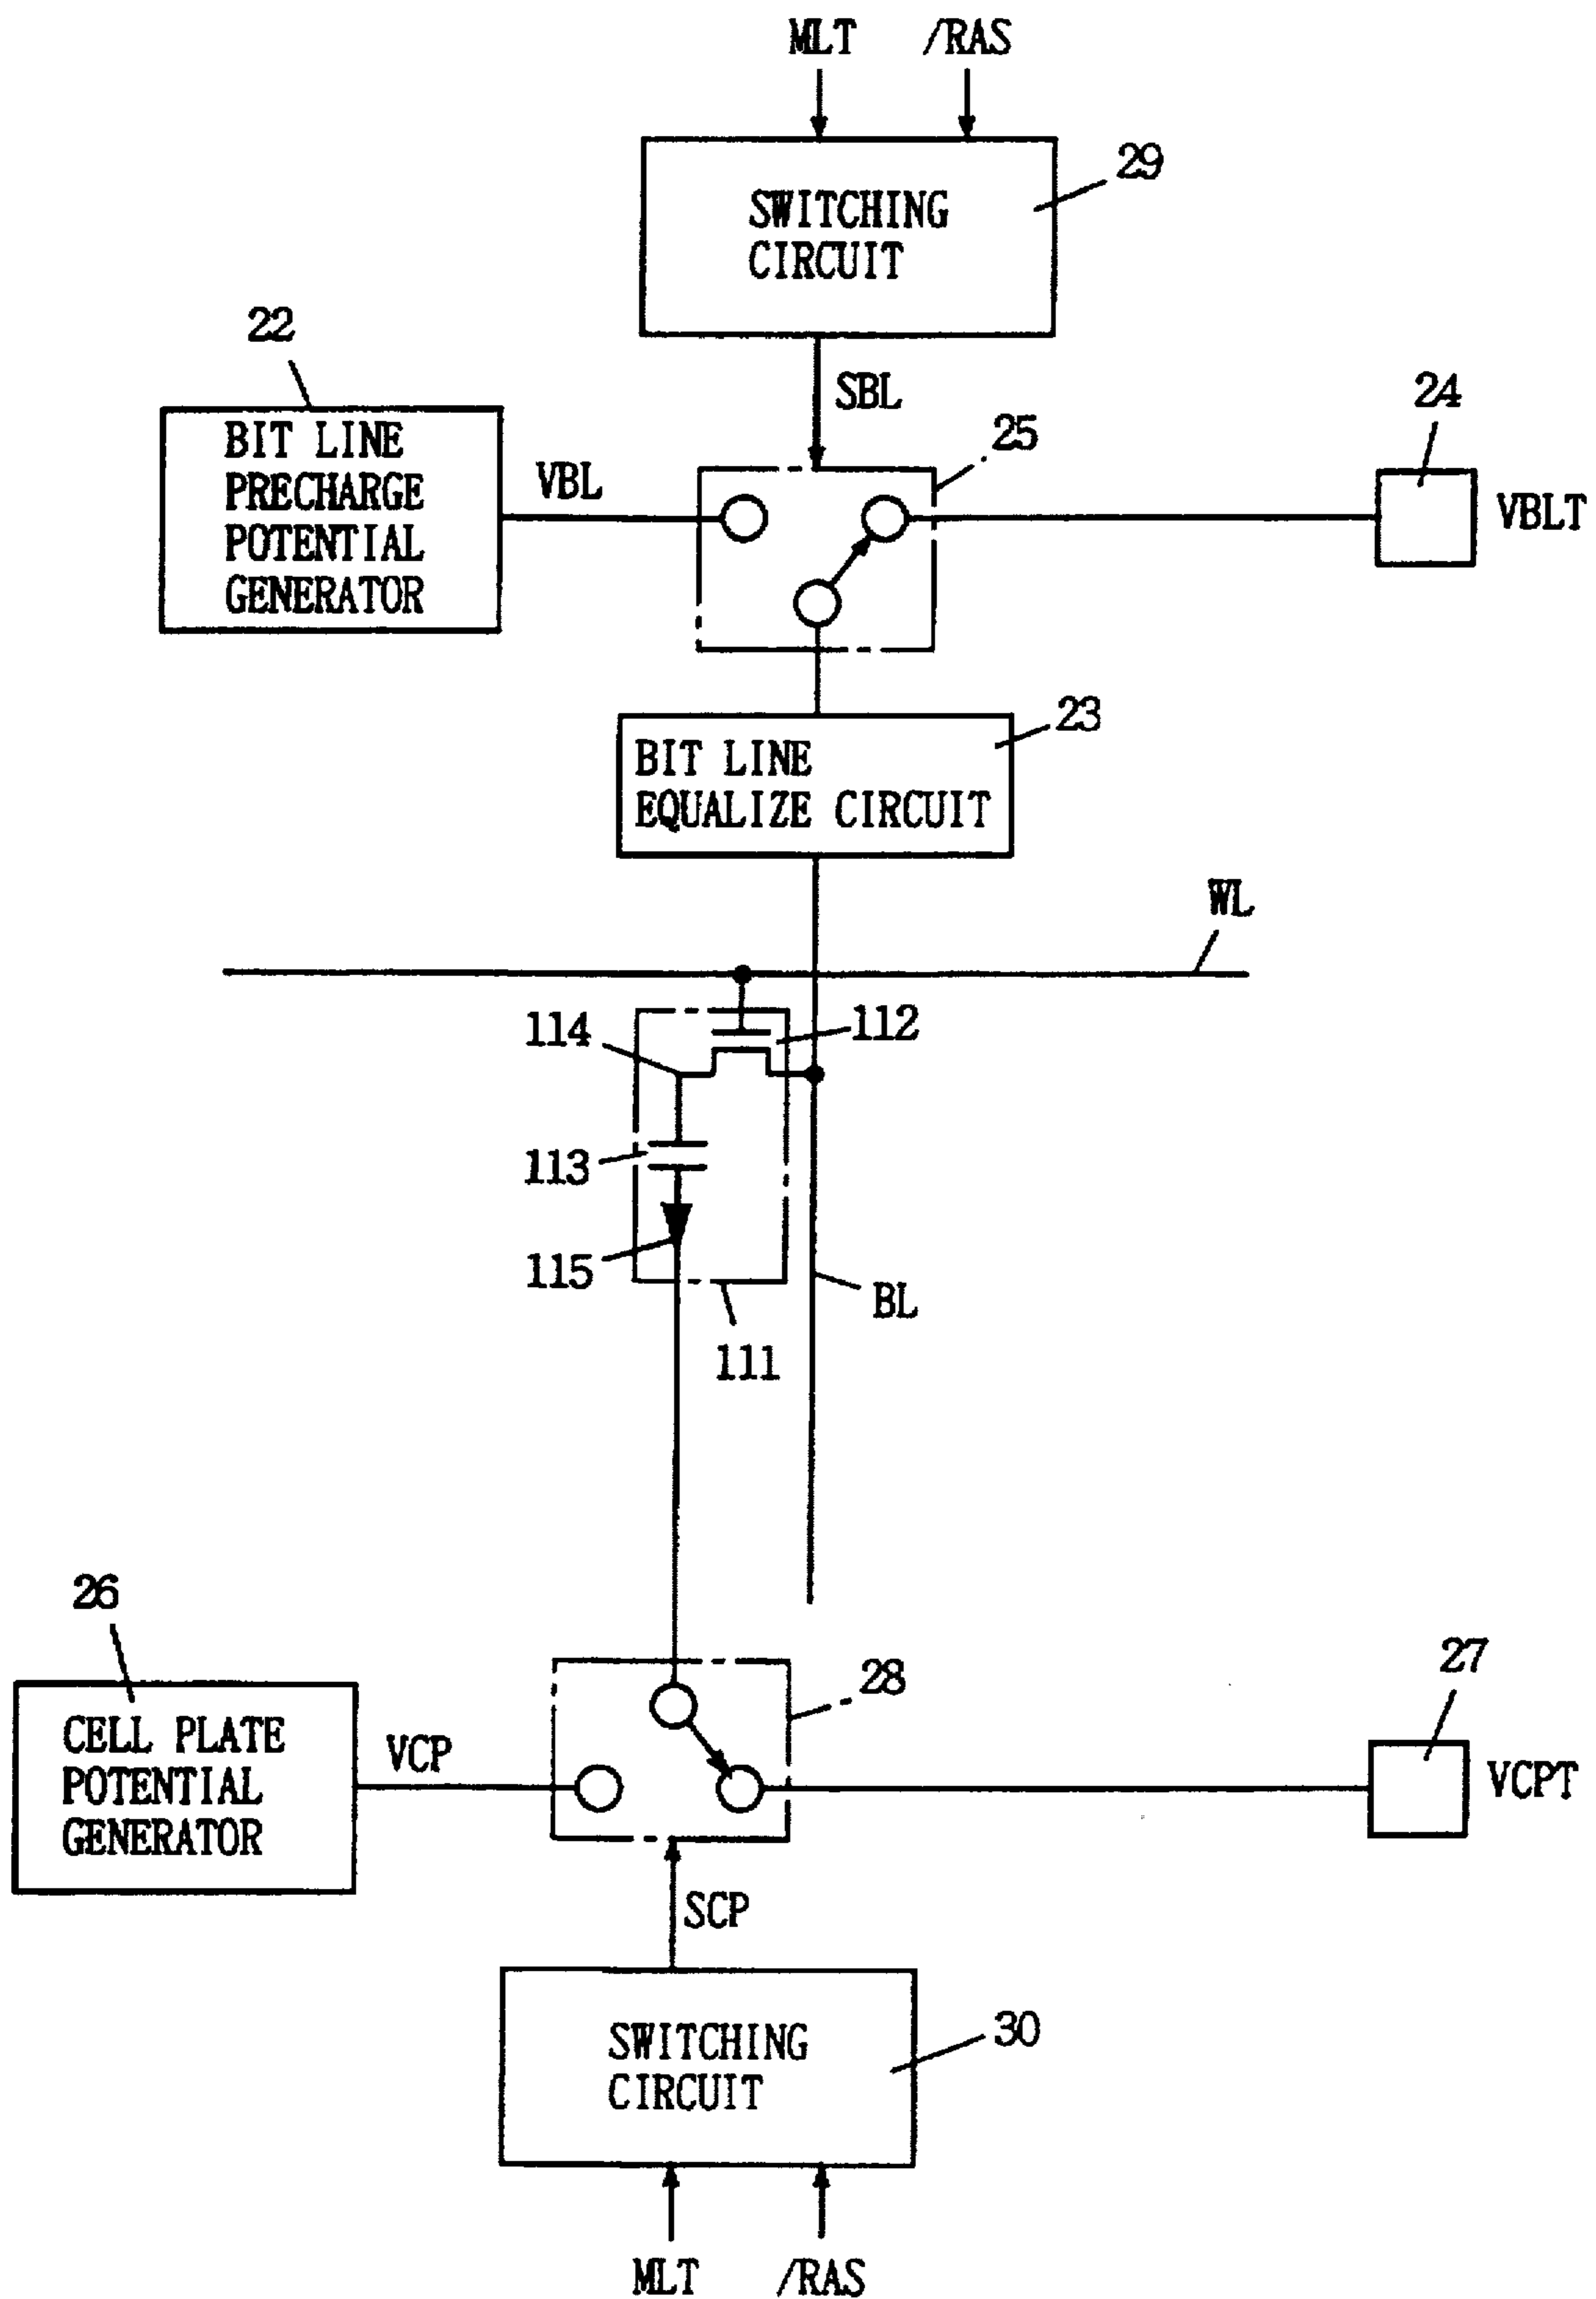 MLT /RAS
29
SWITCHING
CIRCUIT
22
SBL
24
25
BIT LINE
PRECHARGE
POTENTIAL
GENERATOR
VBL
VBLT
23
BIT LINE
EQUALIZE CIRCUIT
WL
114
112
113
115
BL
111
26
27
28
CELL PLATE
POTENTIAL
GENERATOR
VCP
VCPT
SCP
30
SWITCHING
CIRCUIT
MLT /RAS